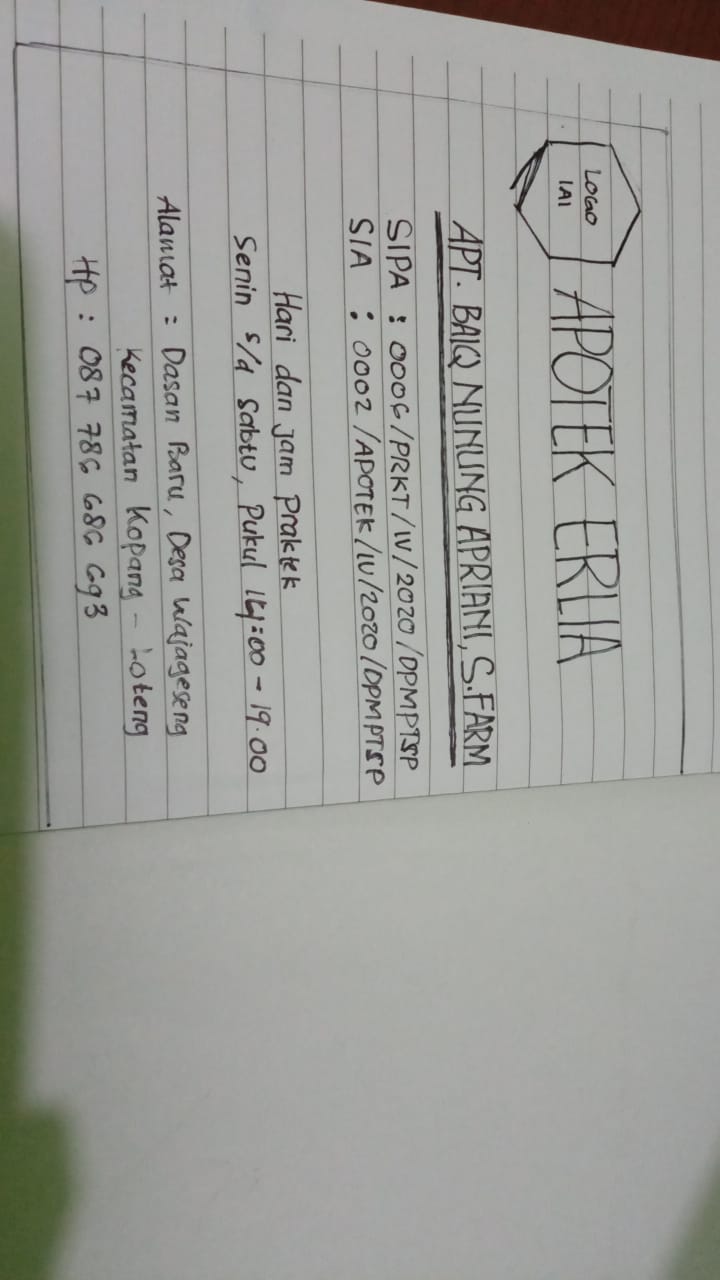 LOGO
IAI
APOTEK ERLIA
APT. BAIQ NUNUNG APRIANI, S.FARM
SIPA : 0006/PRKT/IV/2020/DPMPTSP
SIA : 0002/APOTEK/IV/2020/DPMPTSP
Hari dan jam praktek
Senin s/d Sabtu, Pukul 16:00 - 19.00
Alamat : Dasan Baru, Desa Wajageseng
Kecamatan Kopang - Loteng
Hp : 087 786 686 693